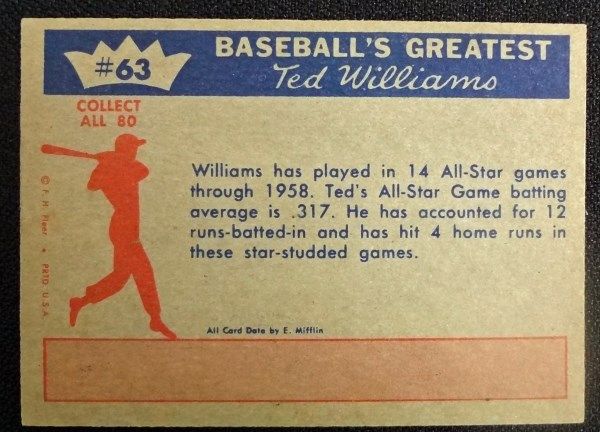 #63
BASEBALL'S GREATEST
Ted Williams
COLLECT
ALL 80
Williams has played in 14 All-Star games
through 1958. Ted's All-Star Game batting
average is .317. He has accounted for 12
runs-batted-in and has hit 4 home runs in
these star-studded games.
© F. H. Fleer • PRTD U.S.A.
All Card Data by E. Mifflin